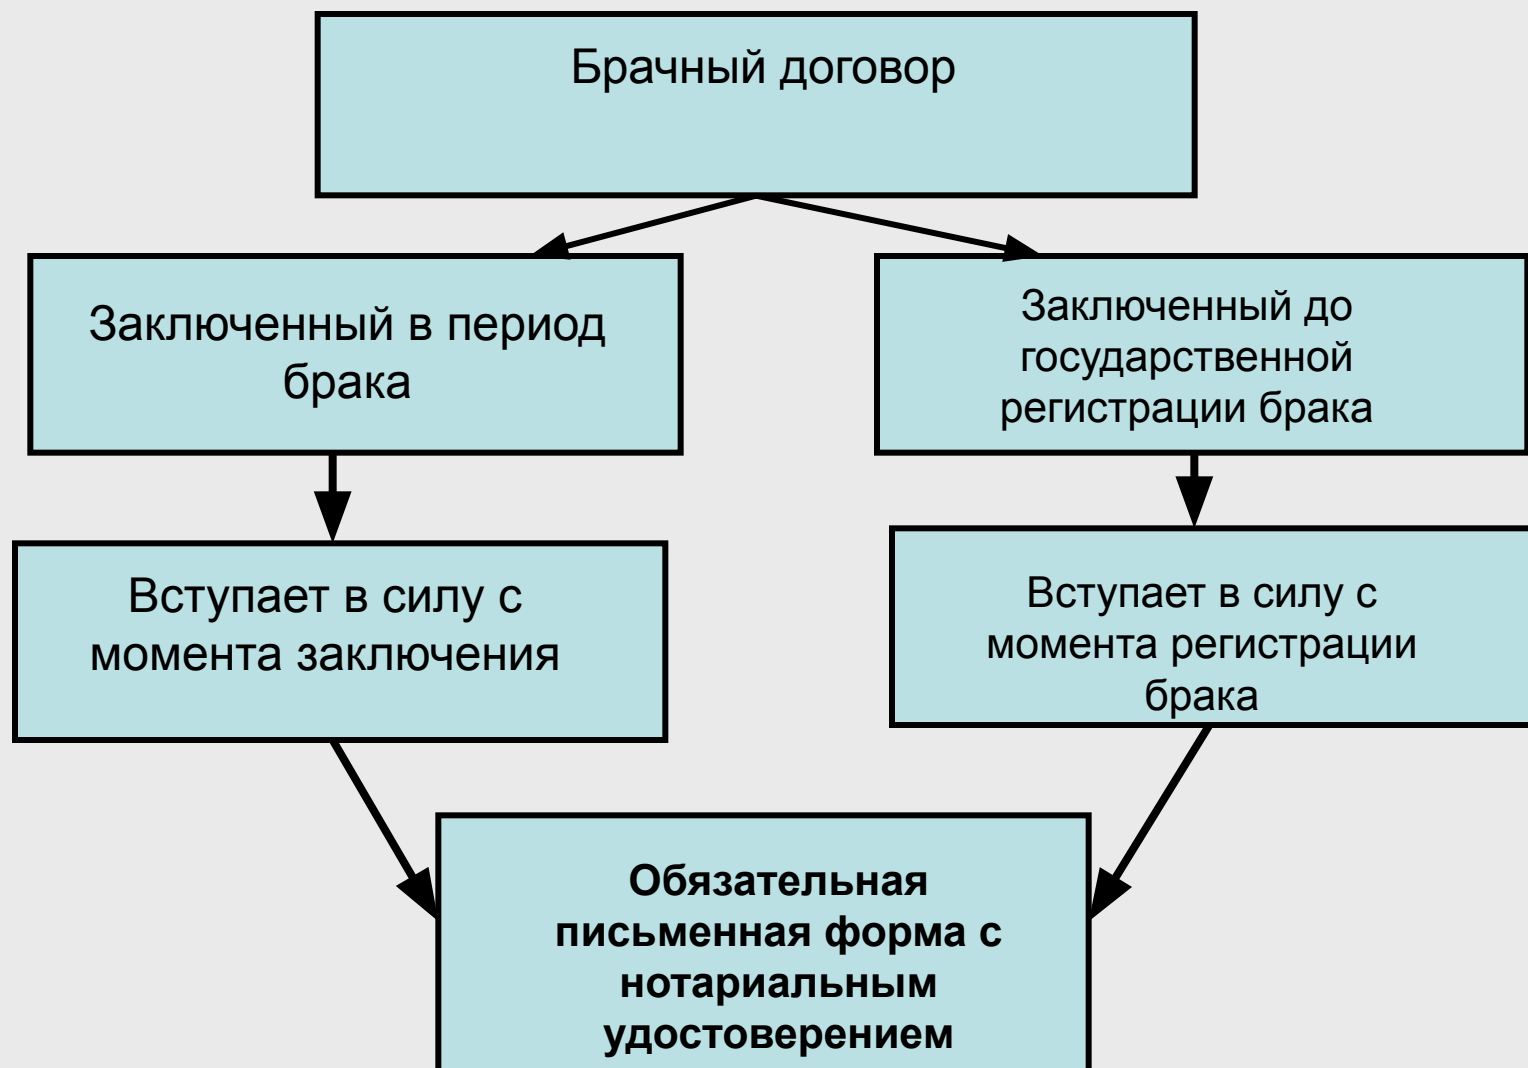 Брачный договор
Заключенный в период
брака
Заключенный до
государственной
регистрации брака
Вступает в силу с
момента заключения
Вступает в силу с
момента регистрации
брака
Обязательная
письменная форма с
нотариальным
удостоверением